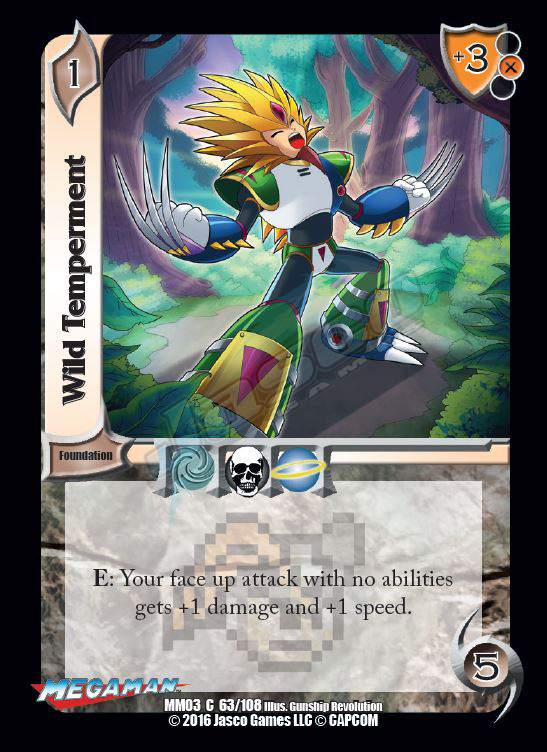 1
+3
Wild Temperment
Foundation
E: Your face up attack with no abilities
gets +1 damage and +1 speed.
5
MEGAMAN™
MM03 C 63/108 Illus. Gunship Revolution
© 2016 Jasco Games LLC © CAPCOM